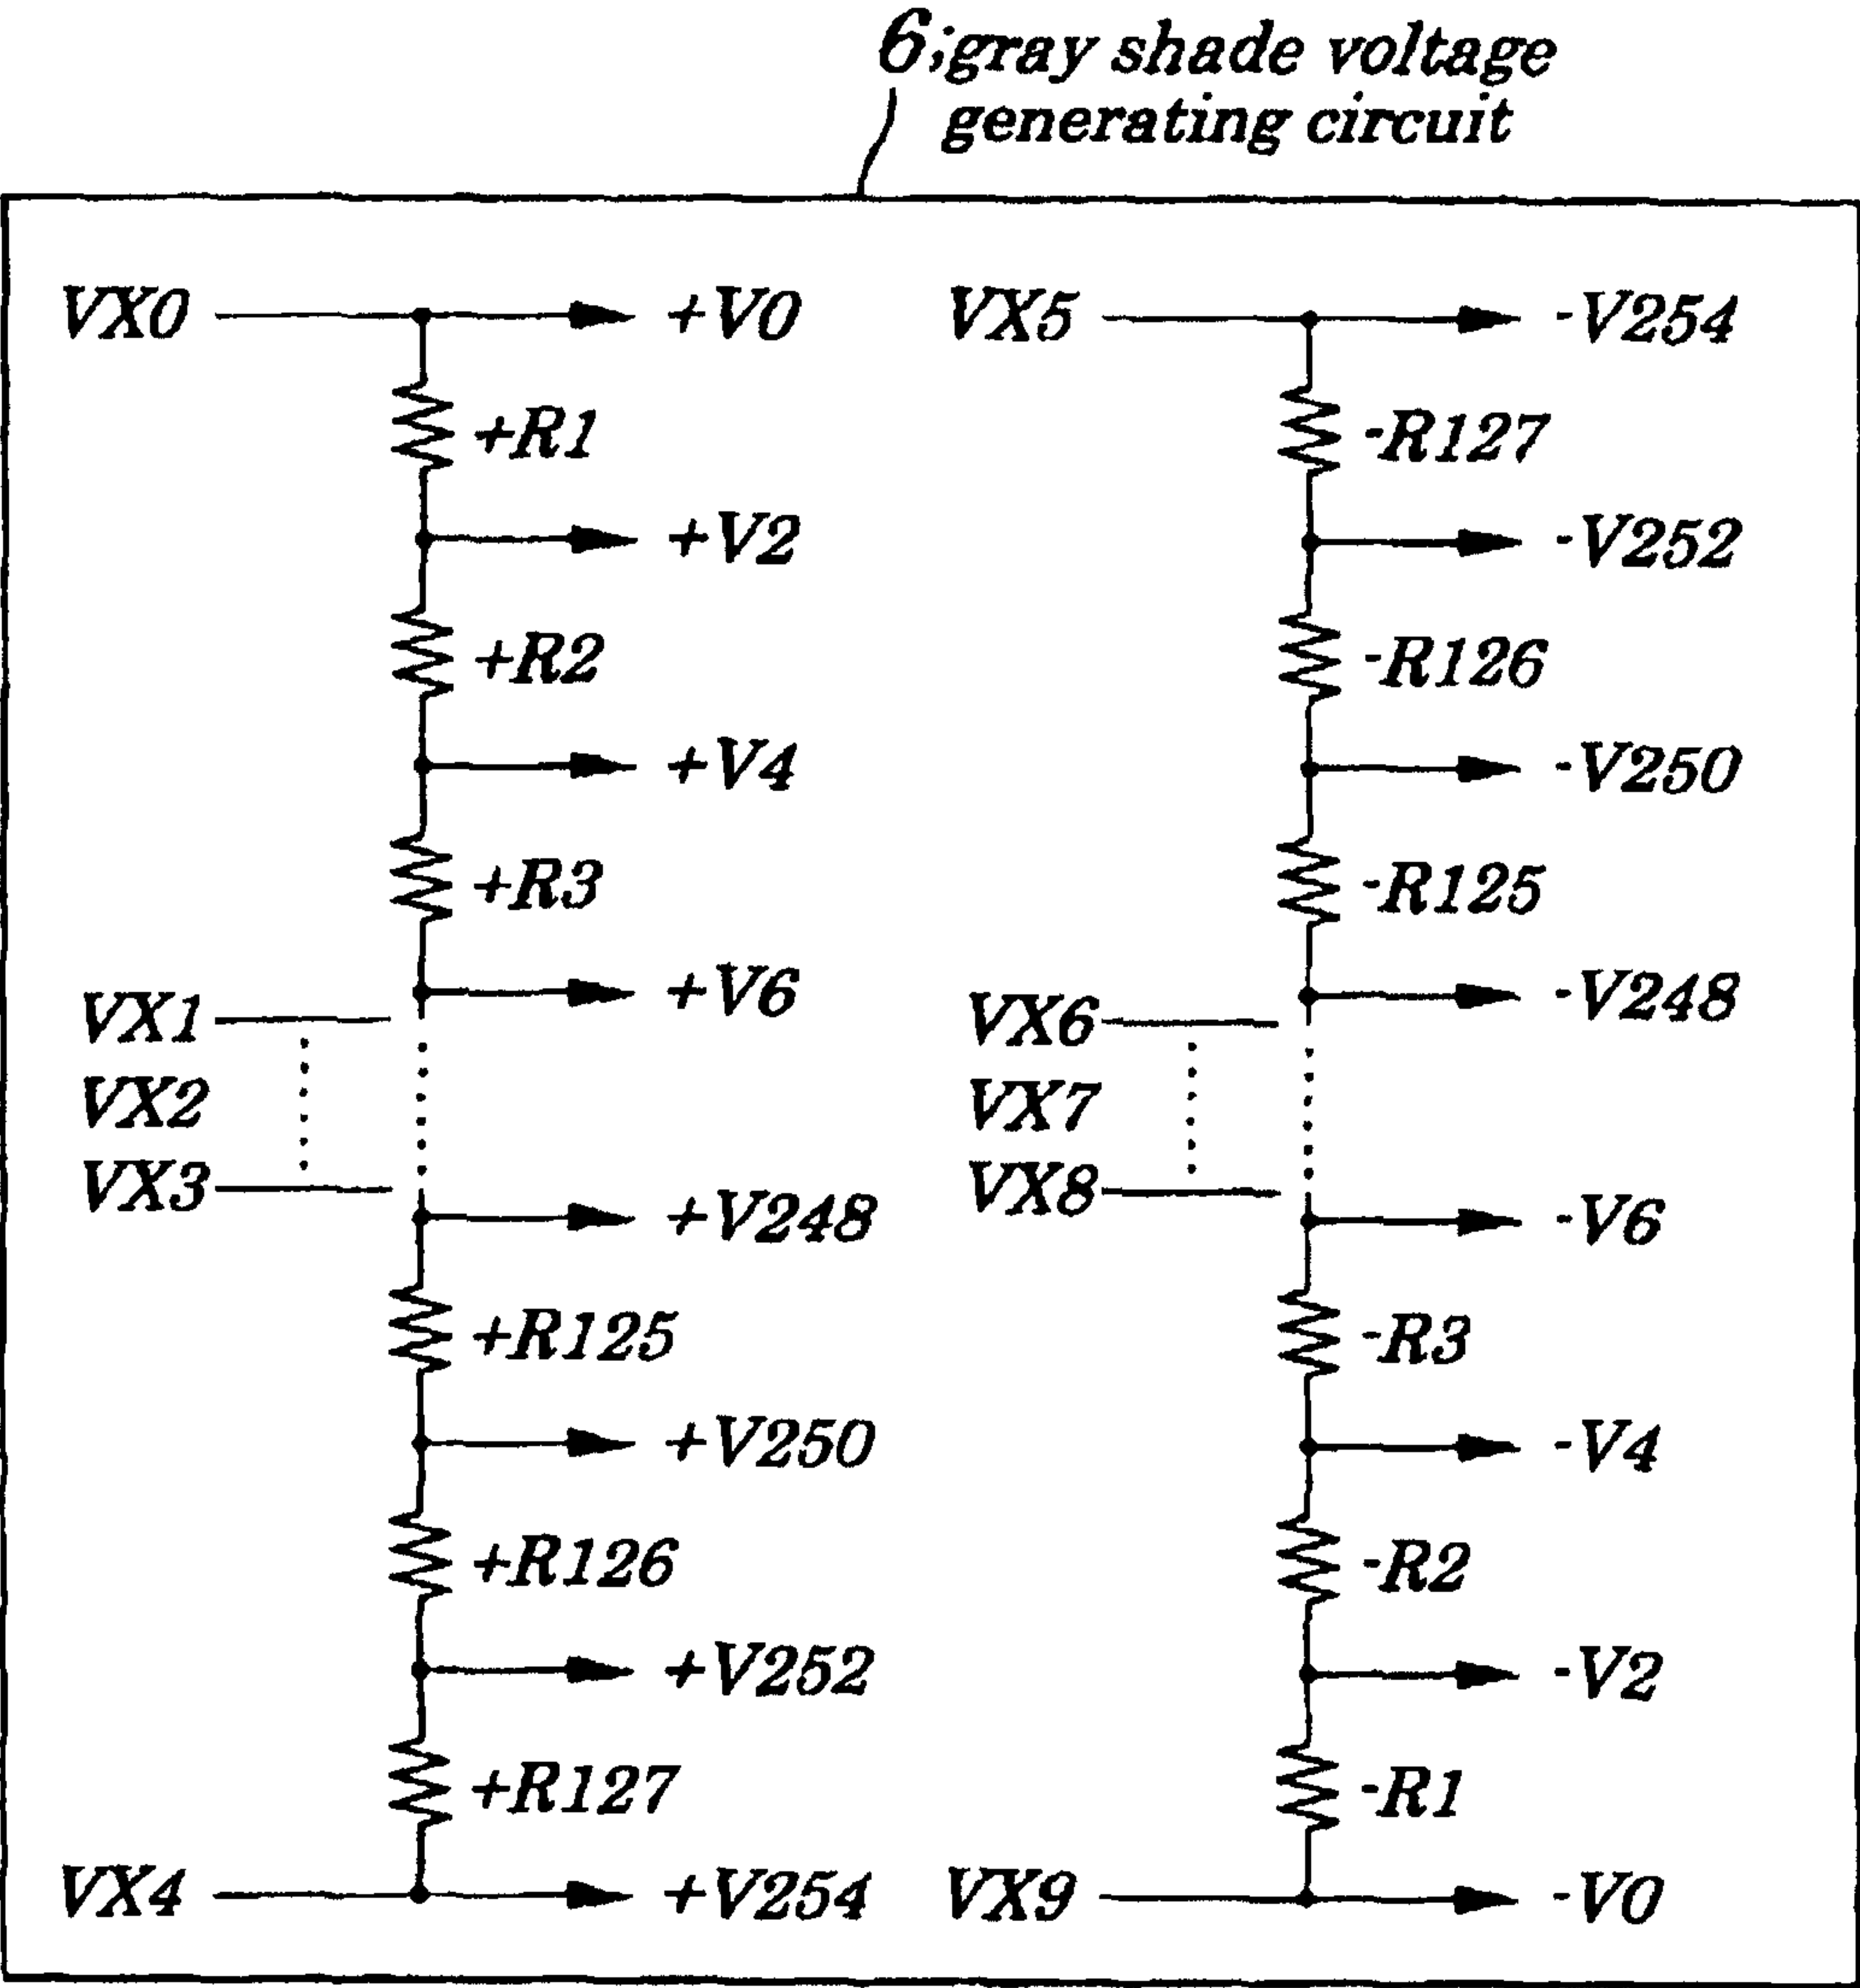 6;gray shade voltage
generating circuit
VX0
+V0
+R1
+V2
+R2
+V4
+R3
+V6
VX1
VX2
VX3
+V248
+R125
+V250
+R126
+V252
+R127
VX4
+V254
VX5
-V254
-R127
-V252
-R126
-V250
-R125
-V248
VX6
VX7
VX8
-V6
-R3
-V4
-R2
-V2
-R1
VX9
-V0